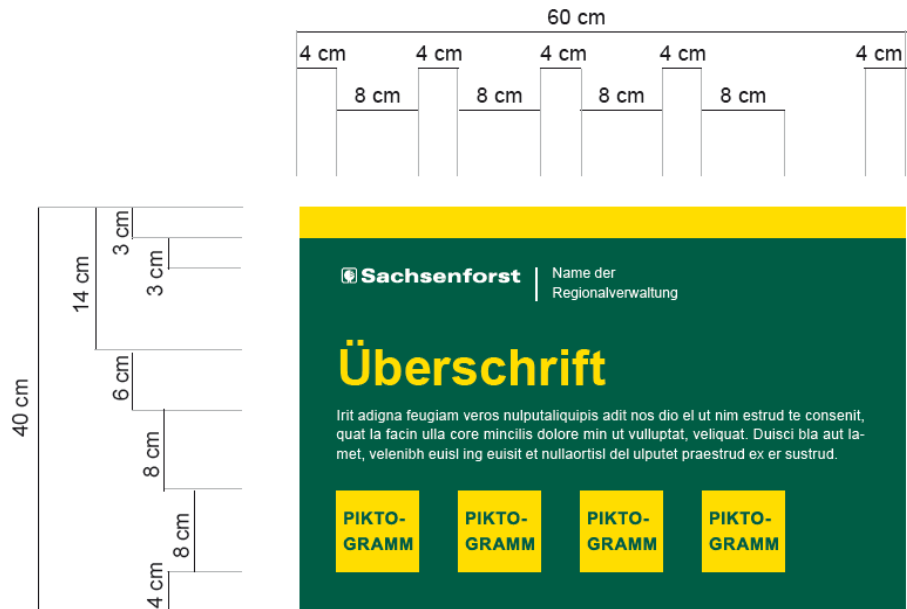 60 cm
4 cm 4 cm 4 cm 4 cm 4 cm
8 cm 8 cm 8 cm 8 cm
40 cm
14 cm
3 cm
3 cm
6 cm
8 cm
8 cm
4 cm
Sachsenforst
Name der
Regionalverwaltung
Überschrift
Irit adigna feugiam veros nulputaliquipis adit nos dio el ut nim estrud te consenit,
quat la facin ulla core mincilis dolore min ut vulluptat, veliquat. Duisci bla aut la-
met, velenibh euisl ing euisit et nullaortisl del ulputet praestrud ex er sustrud.
PIKTO-
GRAMM
PIKTO-
GRAMM
PIKTO-
GRAMM
PIKTO-
GRAMM